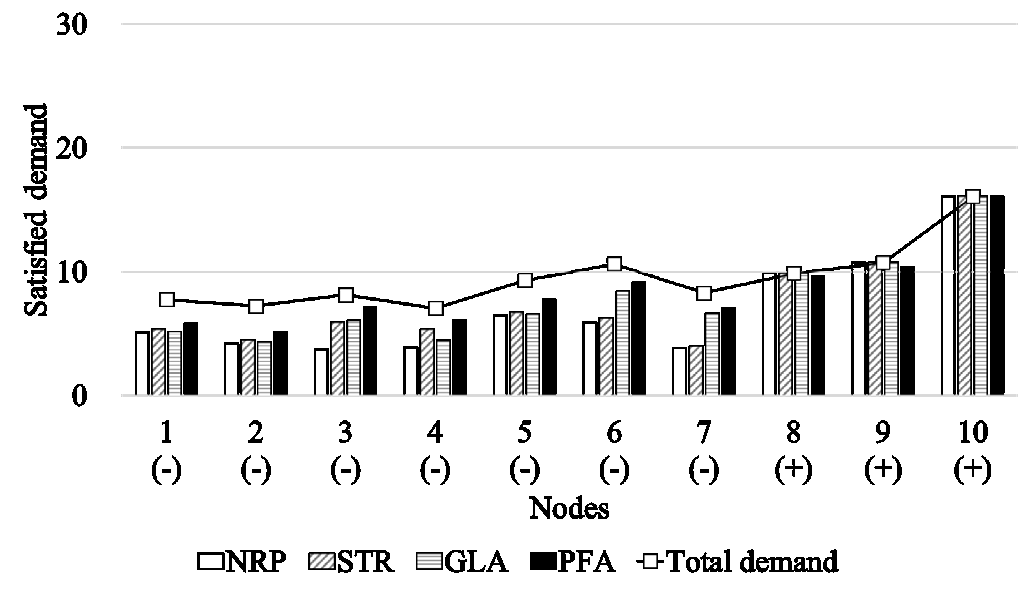 30
20
10
0
Satisfied demand
1 2 3 4 5 6 7 8 9 10
(-) (-) (-) (-) (-) (-) (-) (+) (+) (+)
Nodes
NRP STR GLA PFA Total demand